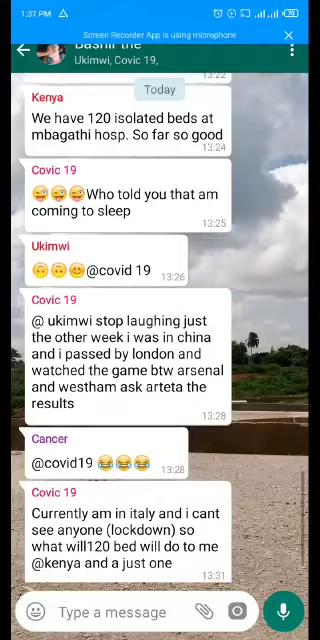 1:37 PM
70
Screen Recorder App is using microphone
Ukimwi, Covic 19,
13:22
Today
Kenya
We have 120 isolated beds at
mbagathi hosp. So far so good
13:24
Covic 19
😜😜😜Who told you that am
coming to sleep
13:25
Ukimwi
🙃🙃😊@covid 19
13:26
Covic 19
@ ukimwi stop laughing just
the other week i was in china
and i passed by london and
watched the game btw arsenal
and westham ask arteta the
results
13:28
Cancer
@covid19 😂😂😂
13:28
Covic 19
Currently am in italy and i cant
see anyone (lockdown) so
what will120 bed will do to me
@kenya and a just one
13:31
Type a message